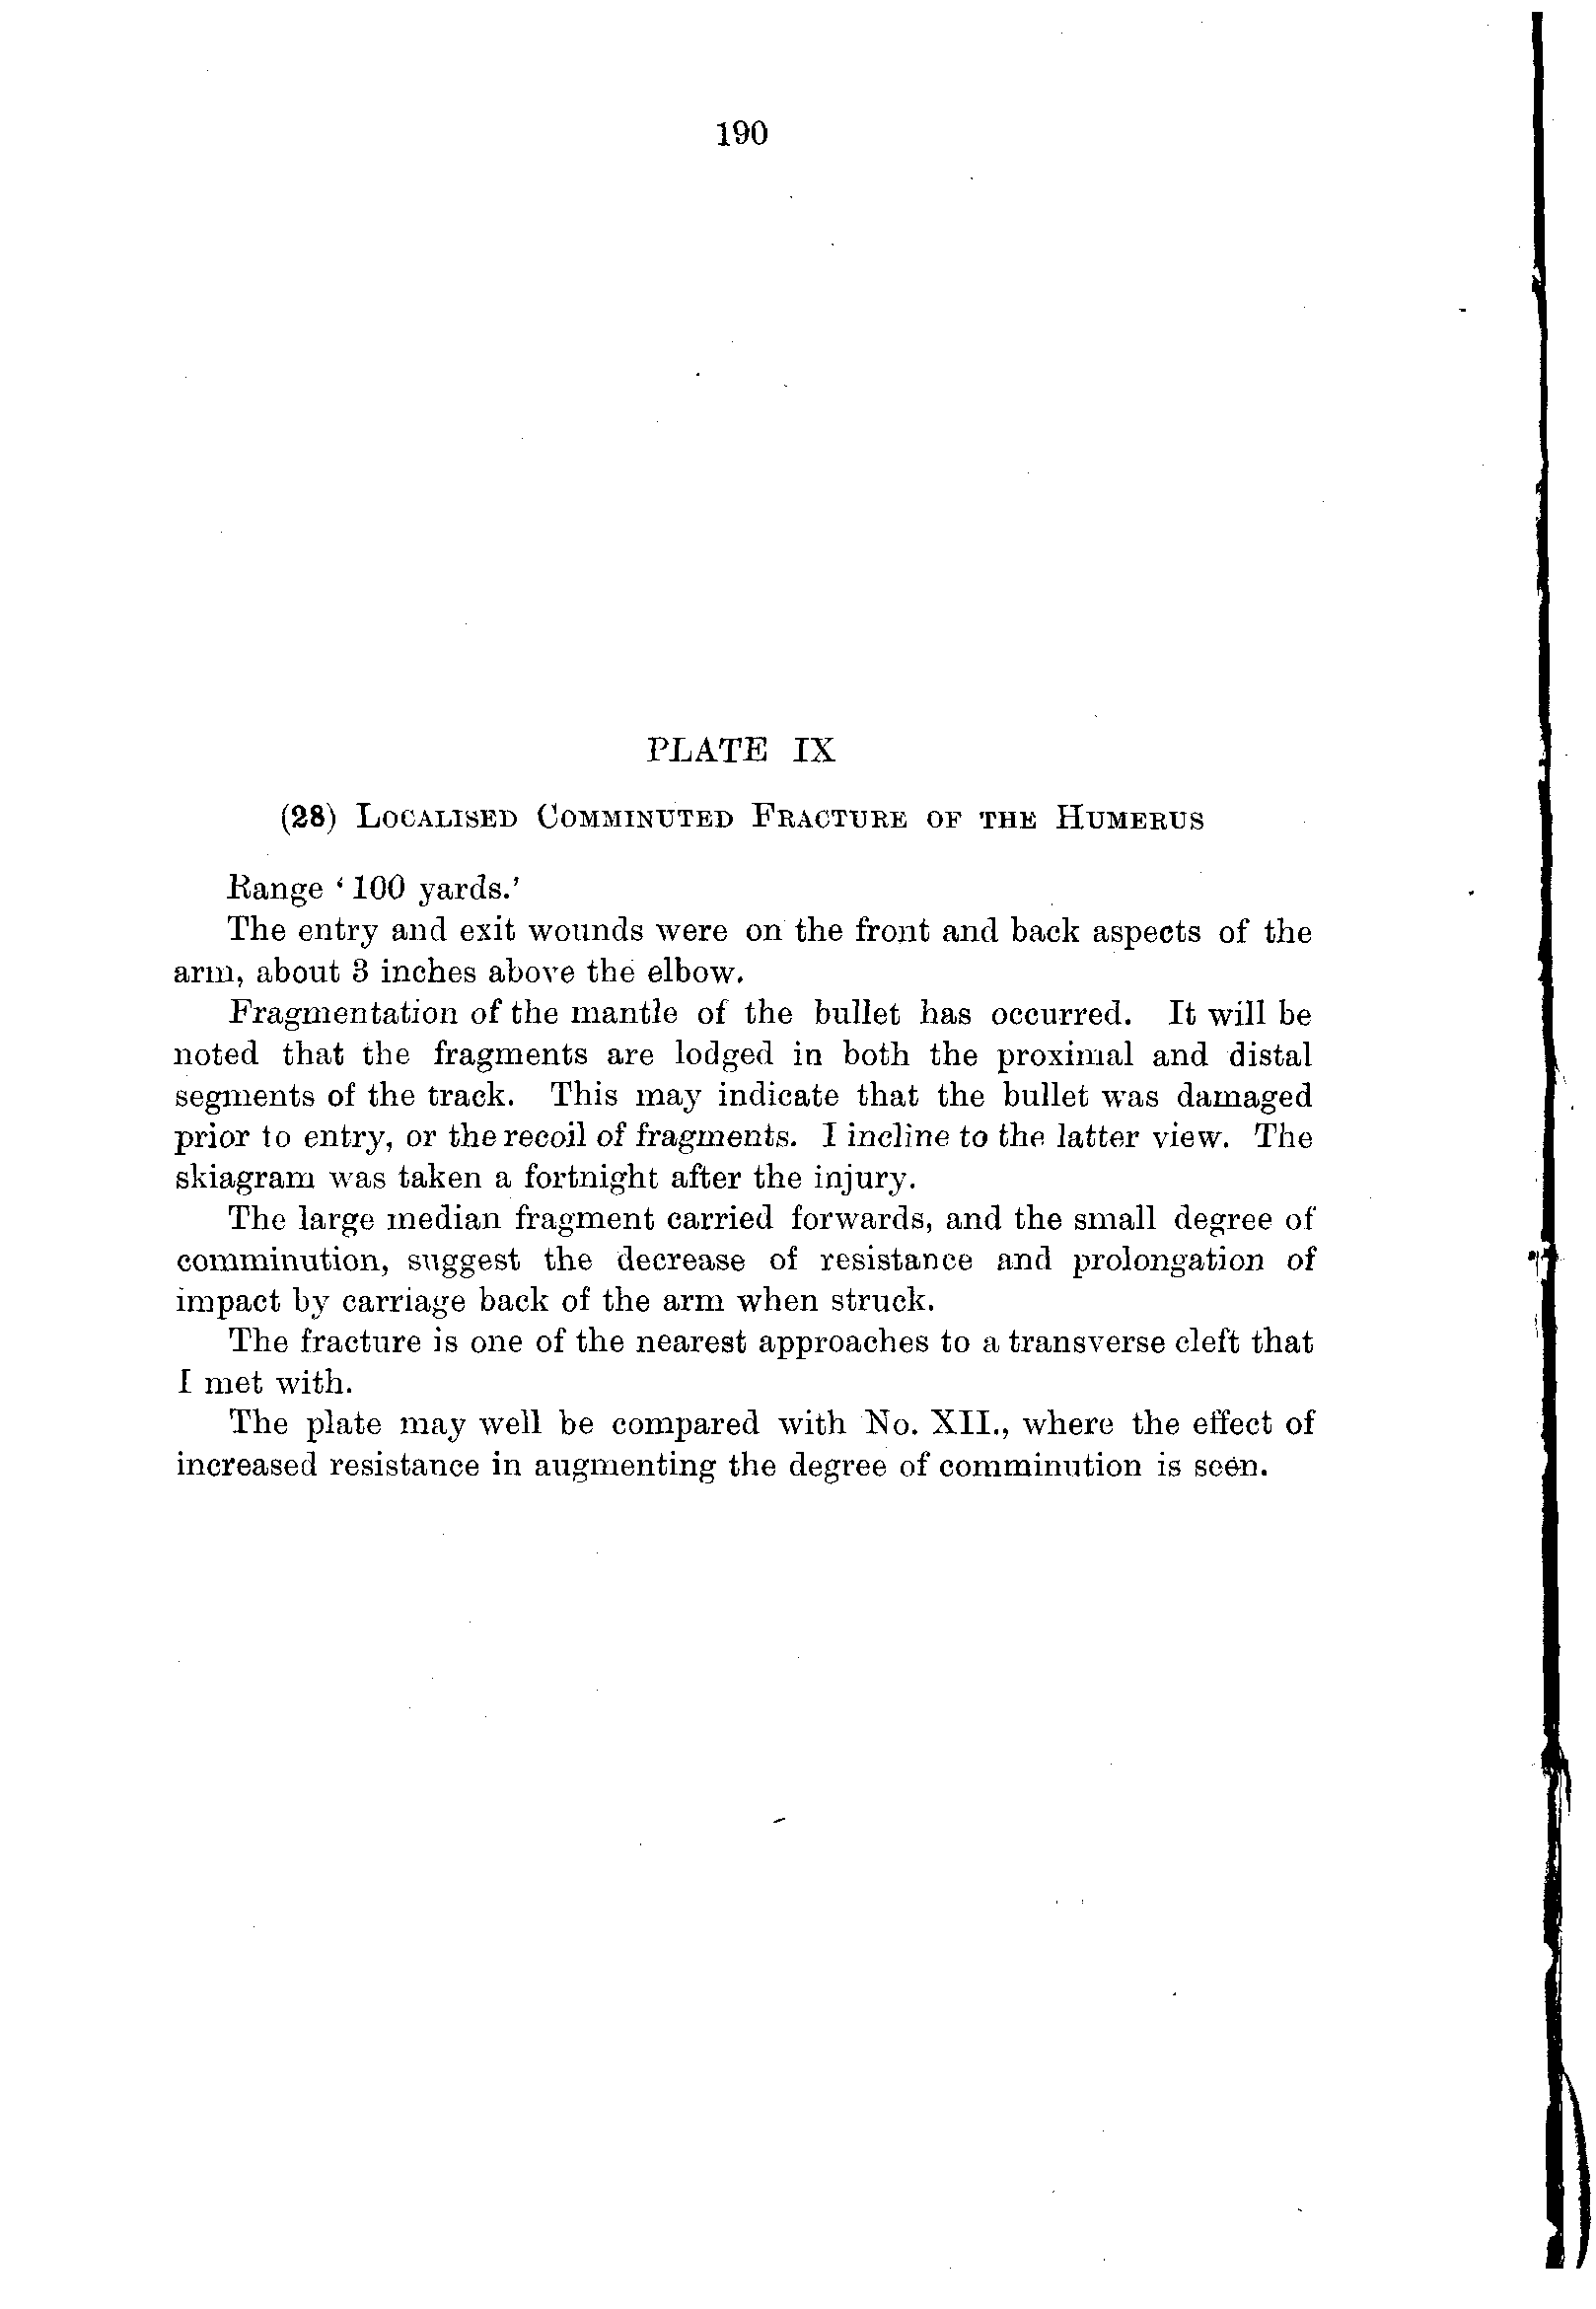 190
PLATE IX
(28) LOCALISED COMMINUTED FRACTURE OF THE HUMERUS
Range ‘100 yards.’
The entry and exit wounds were on the front and back aspects of the
arm, about 3 inches above the elbow.
Fragmentation of the mantle of the bullet has occurred. It will be
noted that the fragments are lodged in both the proximal and distal
segments of the track. This may indicate that the bullet was damaged
prior to entry, or the recoil of fragments. I incline to the latter view. The
skiagram was taken a fortnight after the injury.
The large median fragment carried forwards, and the small degree of
comminution, suggest the decrease of resistance and prolongation of
impact by carriage back of the arm when struck.
The fracture is one of the nearest approaches to a transverse cleft that
I met with.
The plate may well be compared with No. XII., where the effect of
increased resistance in augmenting the degree of comminution is seen.